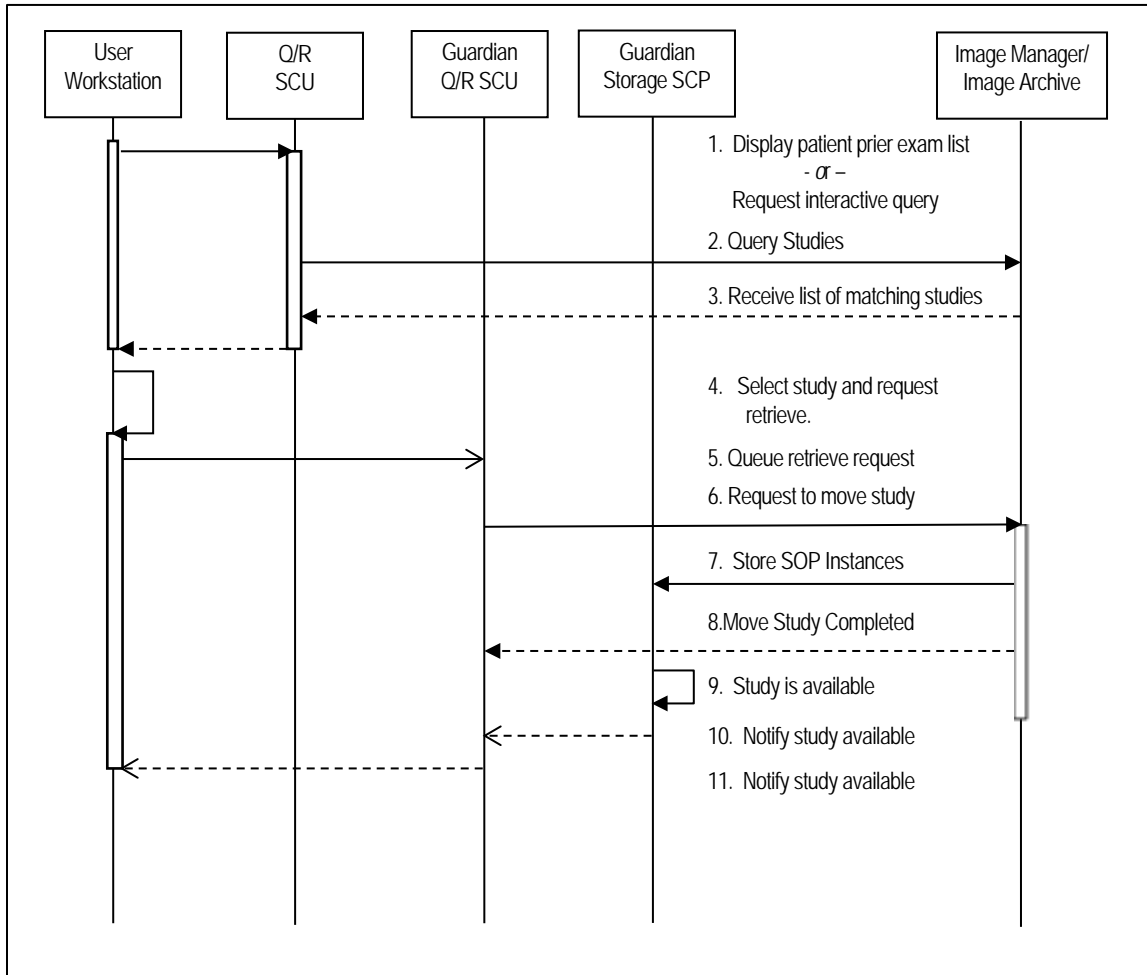 User
Workstation
Q/R
SCU
Guardian
Q/R SCU
Guardian
Storage SCP
Image Manager/
Image Archive
1. Display patient prier exam list
- or –
Request interactive query
2. Query Studies
3. Receive list of matching studies
4. Select study and request
retrieve.
5. Queue retrieve request
6. Request to move study
7. Store SOP Instances
8.Move Study Completed
9. Study is available
10. Notify study available
11. Notify study available